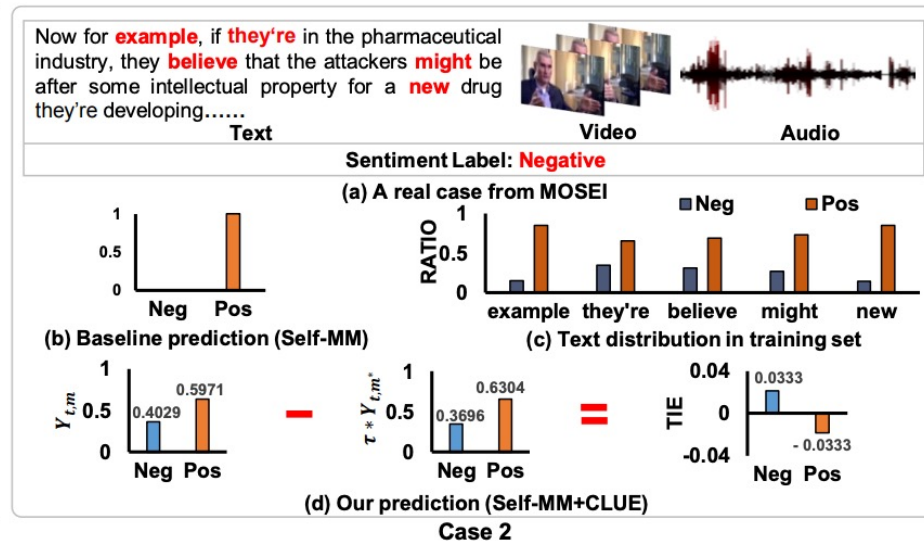 Now for example, if they're in the pharmaceutical
industry, they believe that the attackers might be
after some intellectual property for a new drug
they're developing……
Text
Video
Audio
Sentiment Label: Negative
(a) A real case from MOSEI
1
0.5
0
Neg Pos
(b) Baseline prediction (Self-MM)
Neg Pos
RATIO
1
0.5
0
example they're believe might new
(c) Text distribution in training set
Y t,m
1
0.5
0
0.4029
0.5971
Neg Pos
−
τ * Y t,m*
1
0.5
0
0.3696
0.6304
Neg Pos
=
TIE
0.04
0
-0.04
0.0333
- 0.0333
Neg Pos
(d) Our prediction (Self-MM+CLUE)
Case 2